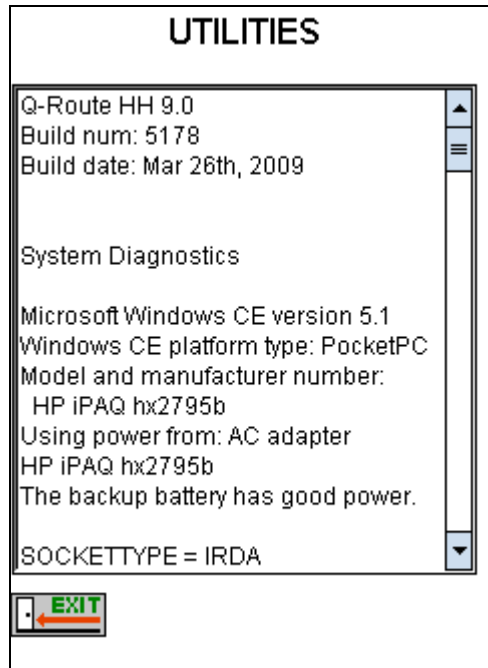 UTILITIES
Q-Route HH 9.0
Build num: 5178
Build date: Mar 26th, 2009
System Diagnostics
Microsoft Windows CE version 5.1
Windows CE platform type: PocketPC
Model and manufacturer number:
HP iPAQ hx2795b
Using power from: AC adapter
HP iPAQ hx2795b
The backup battery has good power.
SOCKETTYPE = IRDA
EXIT